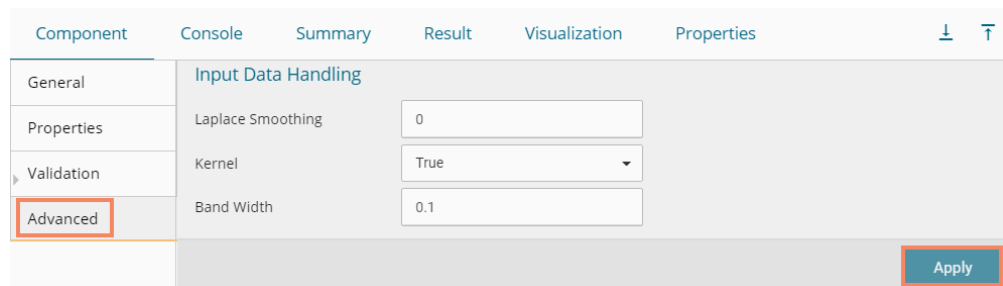 Component Console Summary Result Visualization Properties
General
Input Data Handling
Properties
Laplace Smoothing 0
Validation
Kernel True
Advanced
Band Width 0.1
Apply